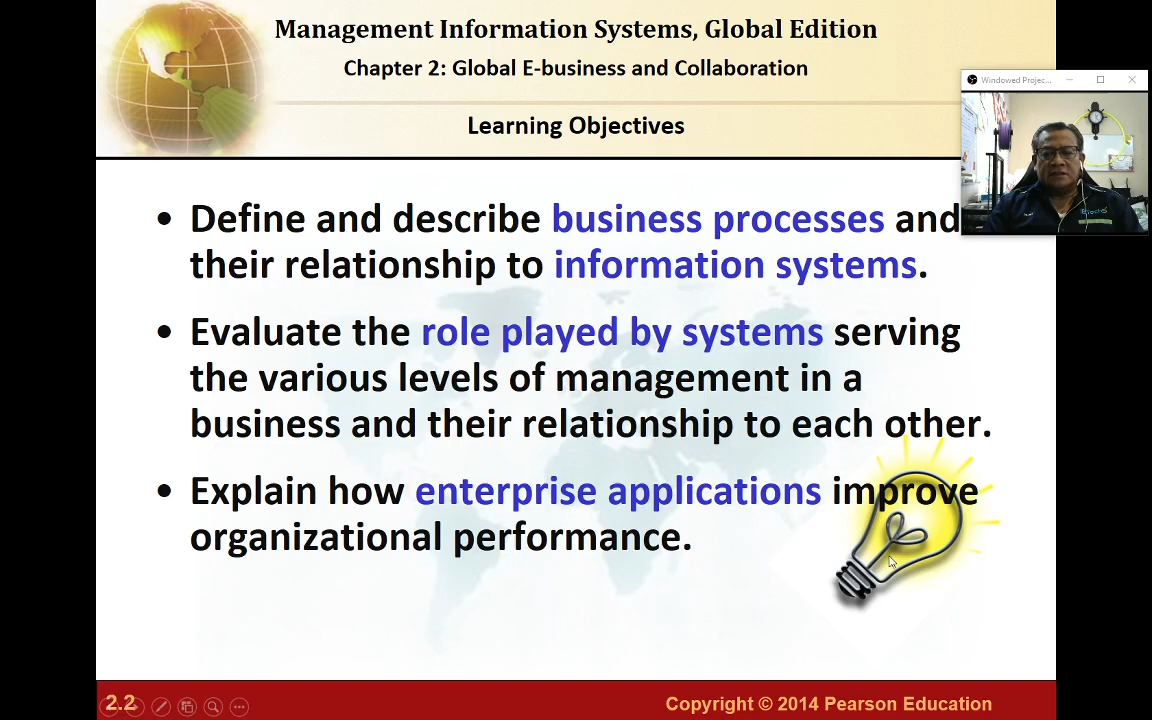 Management Information Systems, Global Edition
Chapter 2: Global E-business and Collaboration
Learning Objectives
Windowed Projec...
• Define and describe business processes and
their relationship to information systems.
• Evaluate the role played by systems serving
the various levels of management in a
business and their relationship to each other.
• Explain how enterprise applications improve
organizational performance.
2.2
Copyright © 2014 Pearson Education